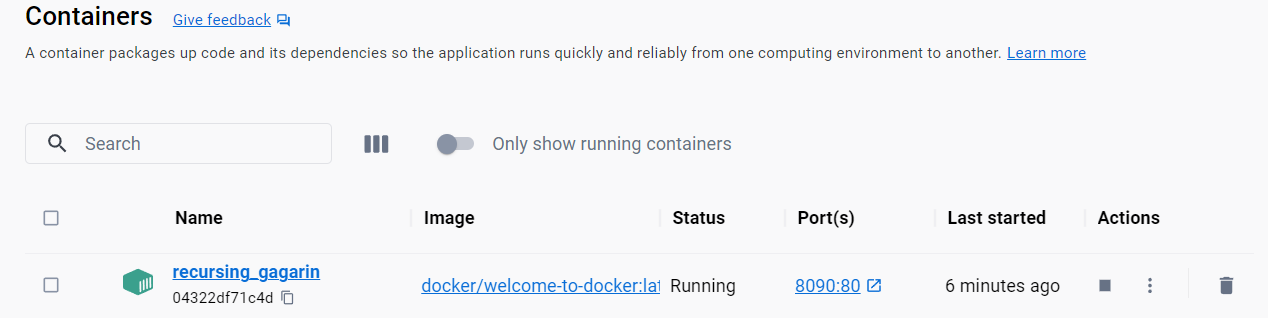 Containers Give feedback
A container packages up code and its dependencies so the application runs quickly and reliably from one computing environment to another. Learn more
Search Only show running containers
Name Image Status Port(s) Last started Actions
recursing_gagarin
docker/welcome-to-docker:lat Running 8090:80 6 minutes ago
04322df71c4d